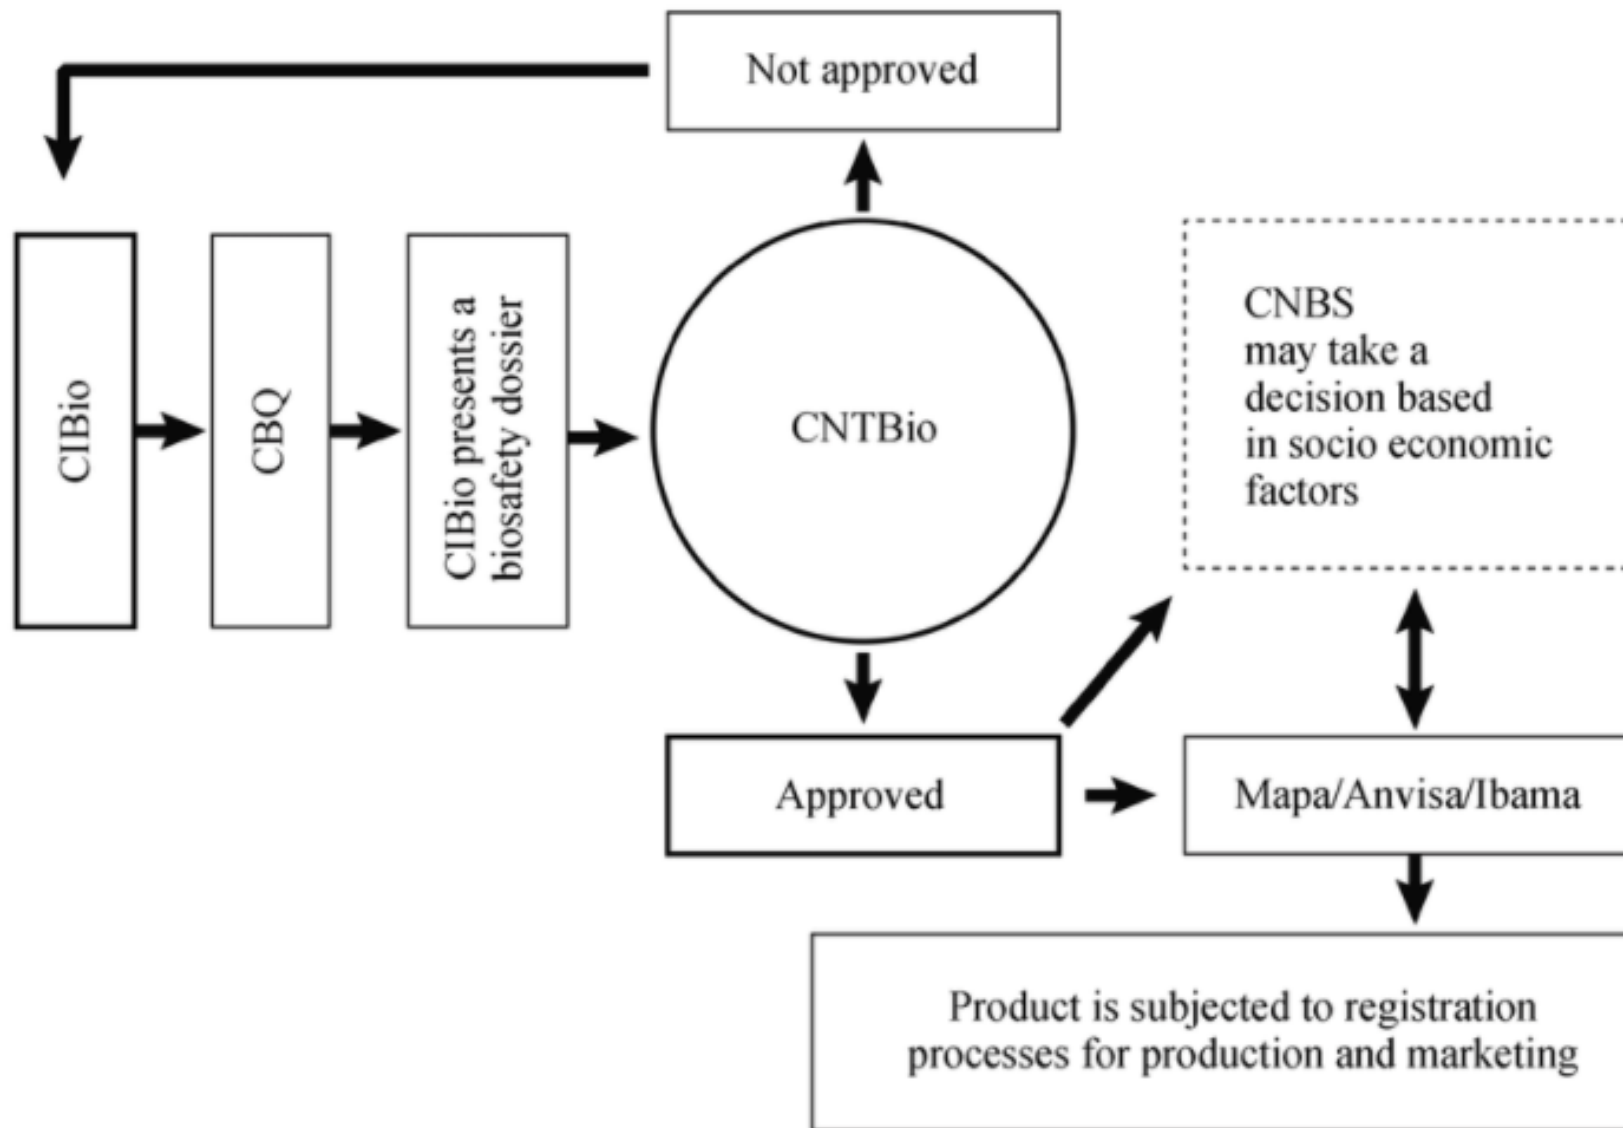 Not approved
CIBio
CBQ
CIBio presents a
biosafety dossier
CNTBio
CNBS
may take a
decision based
in socio economic
factors
Approved
Mapa/Anvisa/Ibama
Product is subjected to registration
processes for production and marketing